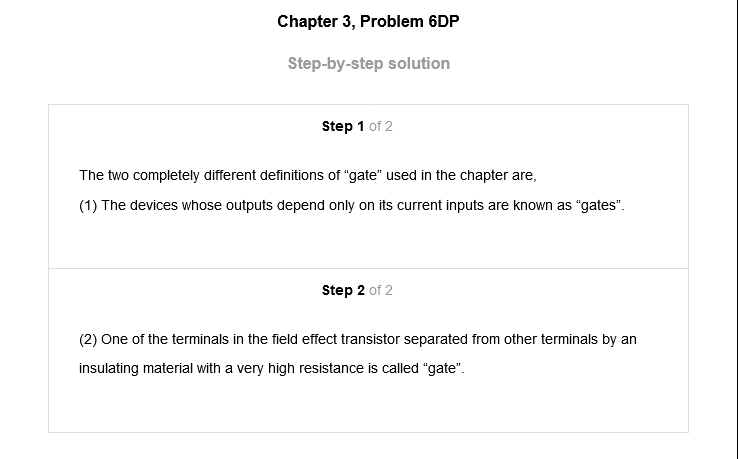 Chapter 3, Problem 6DP
Step-by-step solution
Step 1 of 2
The two completely different definitions of “gate” used in the chapter are,
(1) The devices whose outputs depend only on its current inputs are known as “gates”.
Step 2 of 2
(2) One of the terminals in the field effect transistor separated from other terminals by an
insulating material with a very high resistance is called “gate”.